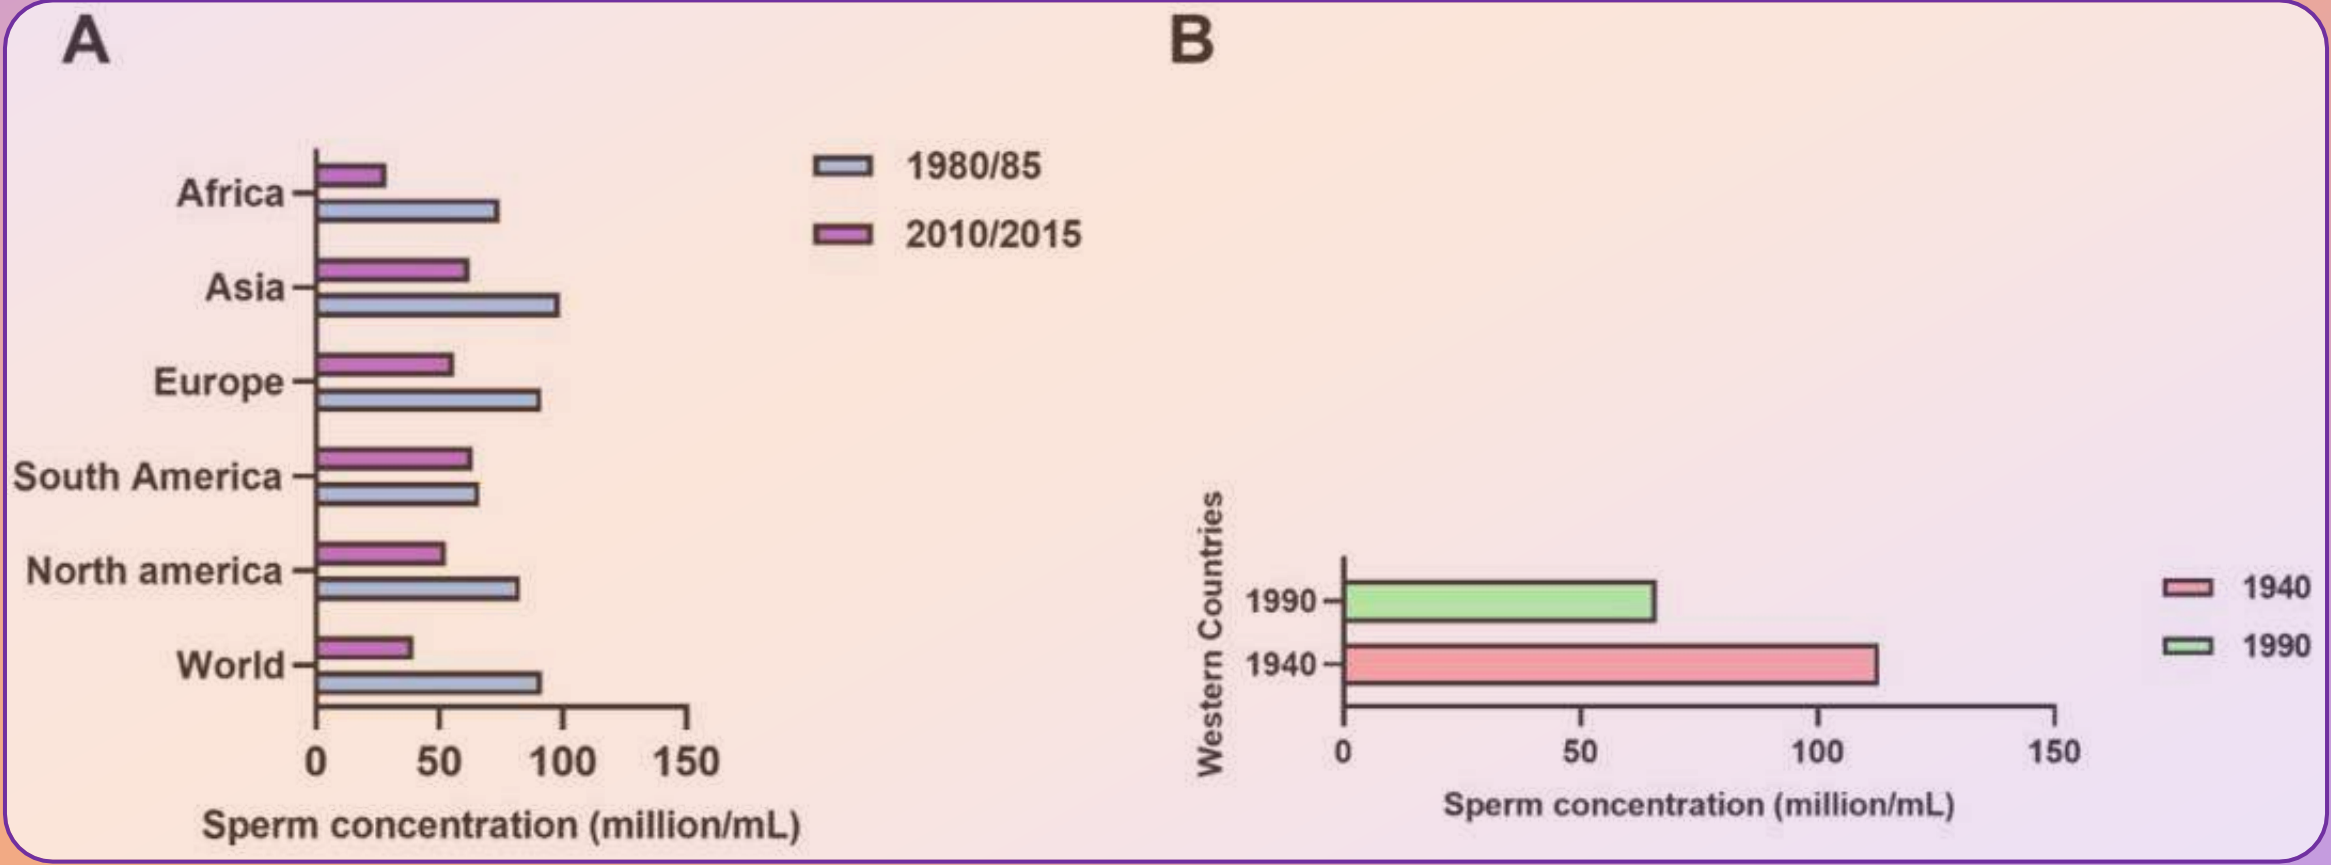 A
Africa
Asia
Europe
South America
North america
World
0 50 100 150
Sperm concentration (million/mL)
1980/85
2010/2015
B
Western Countries
1990
1940
0 50 100 150
Sperm concentration (million/mL)
1940
1990